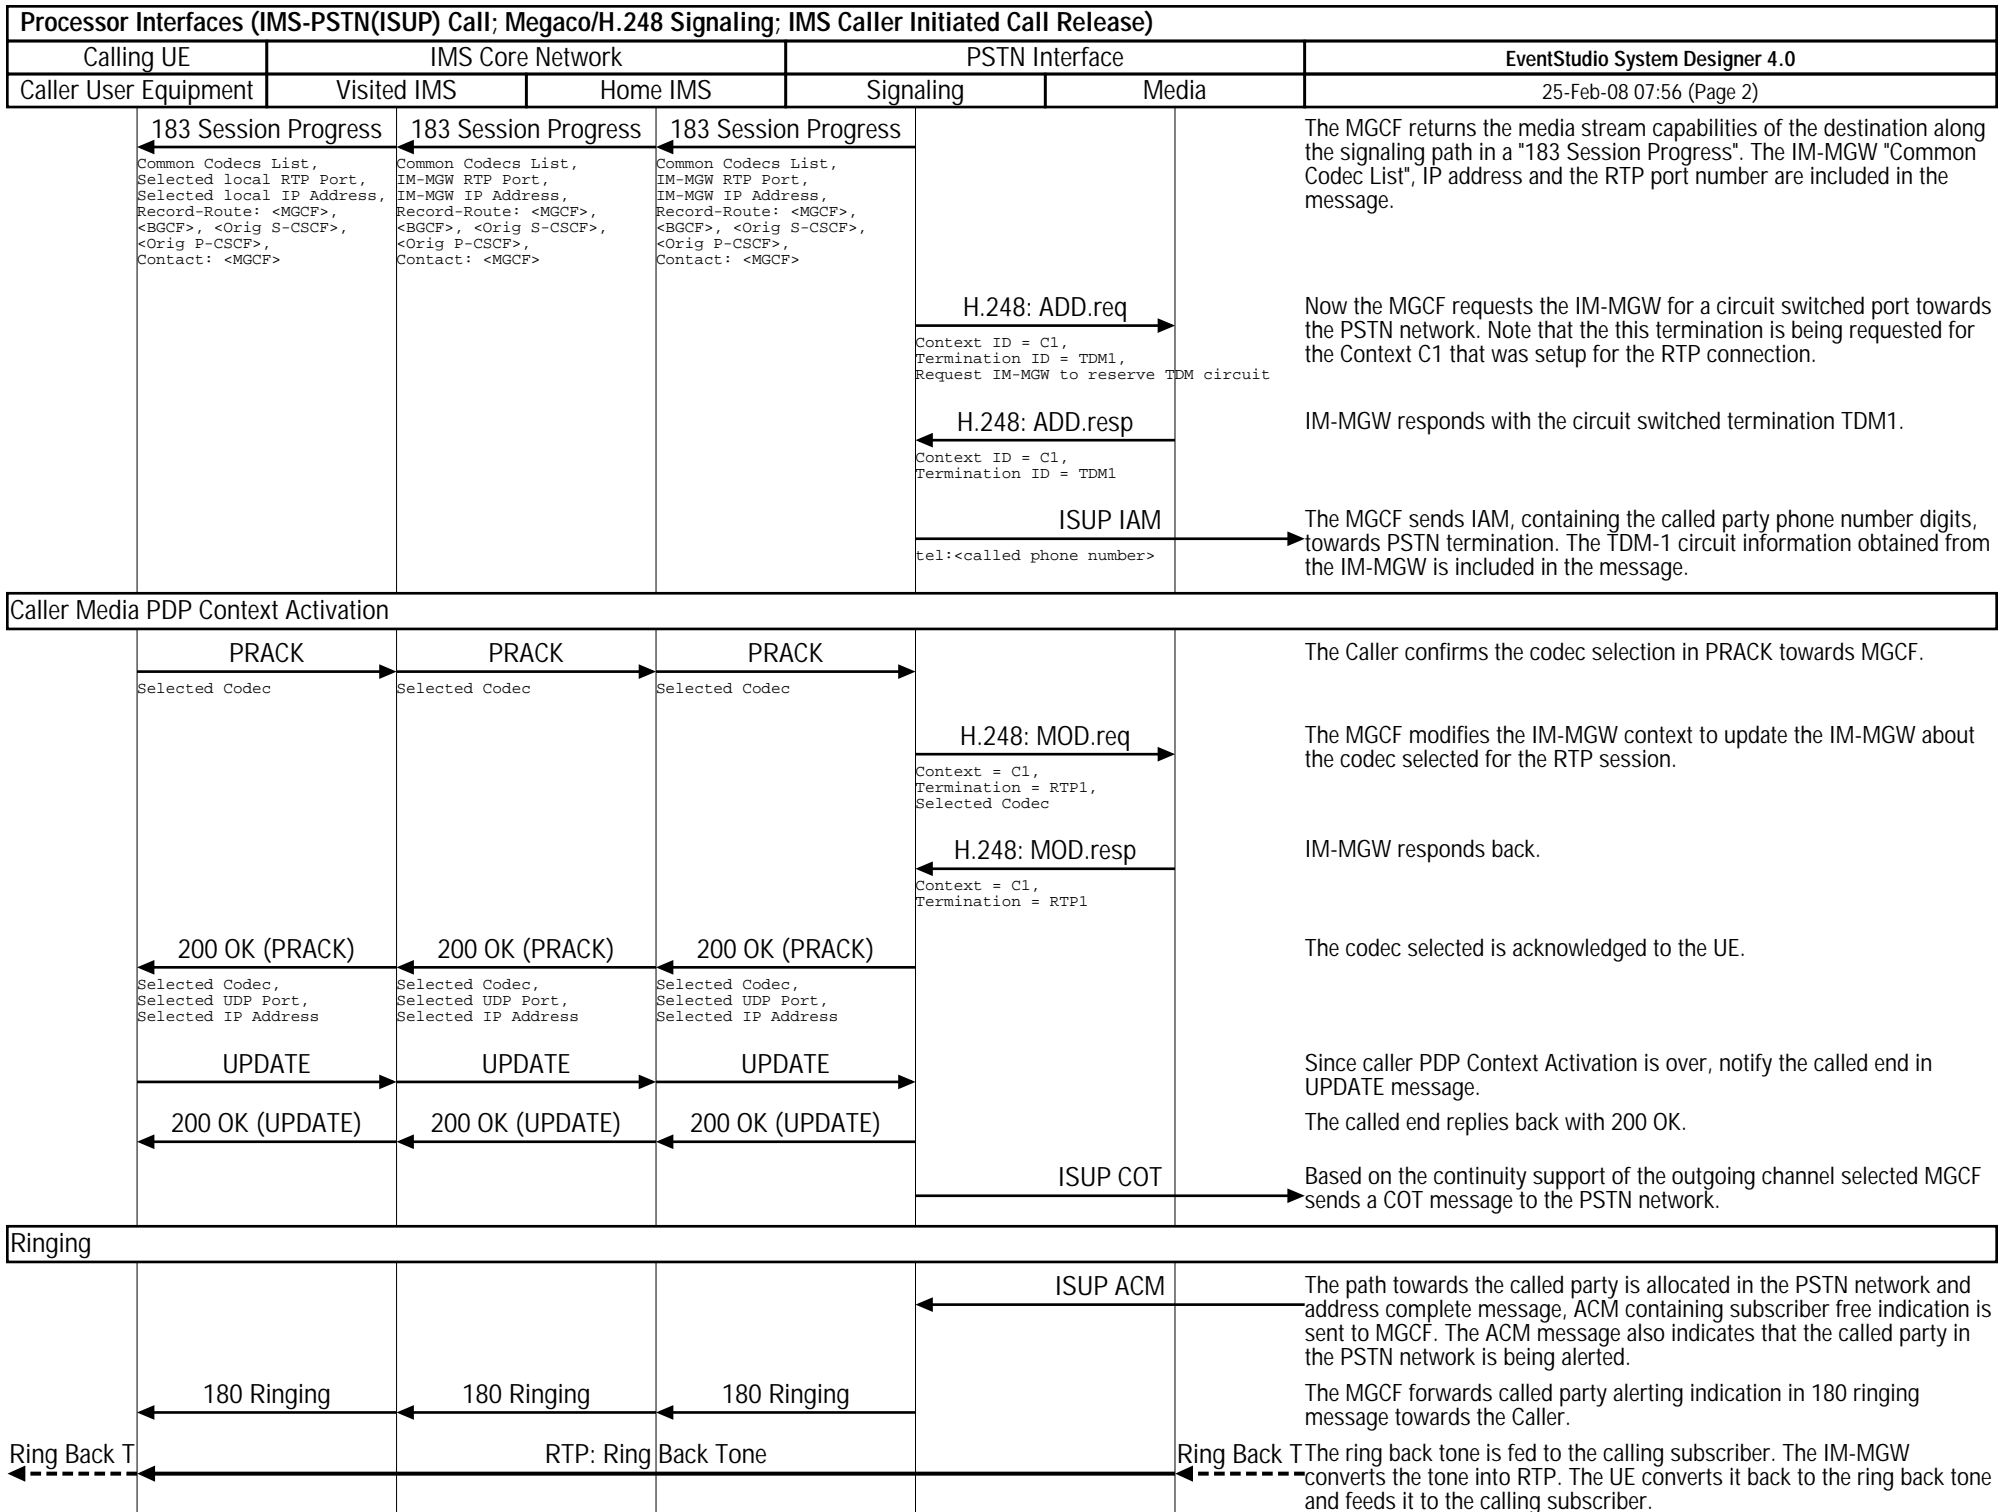 Processor Interfaces (IMS-PSTN(ISUP) Call; Megaco/H.248 Signaling; IMS Caller Initiated Call Release)
Calling UE IMS Core Network PSTN Interface EventStudio System Designer 4.0
Caller User Equipment Visited IMS Home IMS Signaling Media 25-Feb-08 07:56 (Page 2)
183 Session Progress 183 Session Progress 183 Session Progress
Common Codecs List,
Selected local RTP Port,
Selected local IP Address,
Record-Route: <MGCF>,
<BGCF>, <Orig S-CSCF>,
<Orig P-CSCF>,
Contact: <MGCF>
Common Codecs List,
IM-MGW RTP Port,
IM-MGW IP Address,
Record-Route: <MGCF>,
<BGCF>, <Orig S-CSCF>,
<Orig P-CSCF>,
Contact: <MGCF>
Common Codecs List,
IM-MGW RTP Port,
IM-MGW IP Address,
Record-Route: <MGCF>,
<BGCF>, <Orig S-CSCF>,
<Orig P-CSCF>,
Contact: <MGCF>
The MGCF returns the media stream capabilities of the destination along
the signaling path in a "183 Session Progress". The IM-MGW "Common
Codec List", IP address and the RTP port number are included in the
message.
H.248: ADD.req
Context ID = C1,
Termination ID = TDM1,
Request IM-MGW to reserve TDM circuit
Now the MGCF requests the IM-MGW for a circuit switched port towards
the PSTN network. Note that the this termination is being requested for
the Context C1 that was setup for the RTP connection.
H.248: ADD.resp
Context ID = C1,
Termination ID = TDM1
IM-MGW responds with the circuit switched termination TDM1.
ISUP IAM
tel:<called phone number>
The MGCF sends IAM, containing the called party phone number digits,
towards PSTN termination. The TDM-1 circuit information obtained from
the IM-MGW is included in the message.
Caller Media PDP Context Activation
PRACK PRACK PRACK
Selected Codec Selected Codec Selected Codec
The Caller confirms the codec selection in PRACK towards MGCF.
H.248: MOD.req
Context = C1,
Termination = RTP1,
Selected Codec
The MGCF modifies the IM-MGW context to update the IM-MGW about
the codec selected for the RTP session.
H.248: MOD.resp
Context = C1,
Termination = RTP1
IM-MGW responds back.
200 OK (PRACK) 200 OK (PRACK) 200 OK (PRACK)
Selected Codec,
Selected UDP Port,
Selected IP Address
Selected Codec,
Selected UDP Port,
Selected IP Address
Selected Codec,
Selected UDP Port,
Selected IP Address
The codec selected is acknowledged to the UE.
UPDATE UPDATE UPDATE
Since caller PDP Context Activation is over, notify the called end in
UPDATE message.
200 OK (UPDATE) 200 OK (UPDATE) 200 OK (UPDATE)
The called end replies back with 200 OK.
ISUP COT
Based on the continuity support of the outgoing channel selected MGCF
sends a COT message to the PSTN network.
Ringing
ISUP ACM
The path towards the called party is allocated in the PSTN network and
address complete message, ACM containing subscriber free indication is
sent to MGCF. The ACM message also indicates that the called party in
the PSTN network is being alerted.
180 Ringing 180 Ringing 180 Ringing
The MGCF forwards called party alerting indication in 180 ringing
message towards the Caller.
Ring Back T RTP: Ring Back Tone Ring Back T
The ring back tone is fed to the calling subscriber. The IM-MGW
converts the tone into RTP. The UE converts it back to the ring back tone
and feeds it to the calling subscriber.